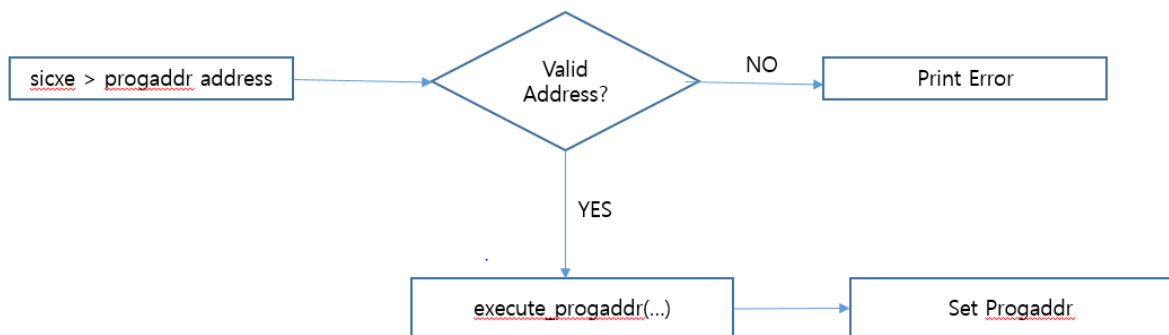 sicxe > progaddr address
Valid
Address?
NO
Print Error
YES
execute_progaddr(...)
Set Progaddr